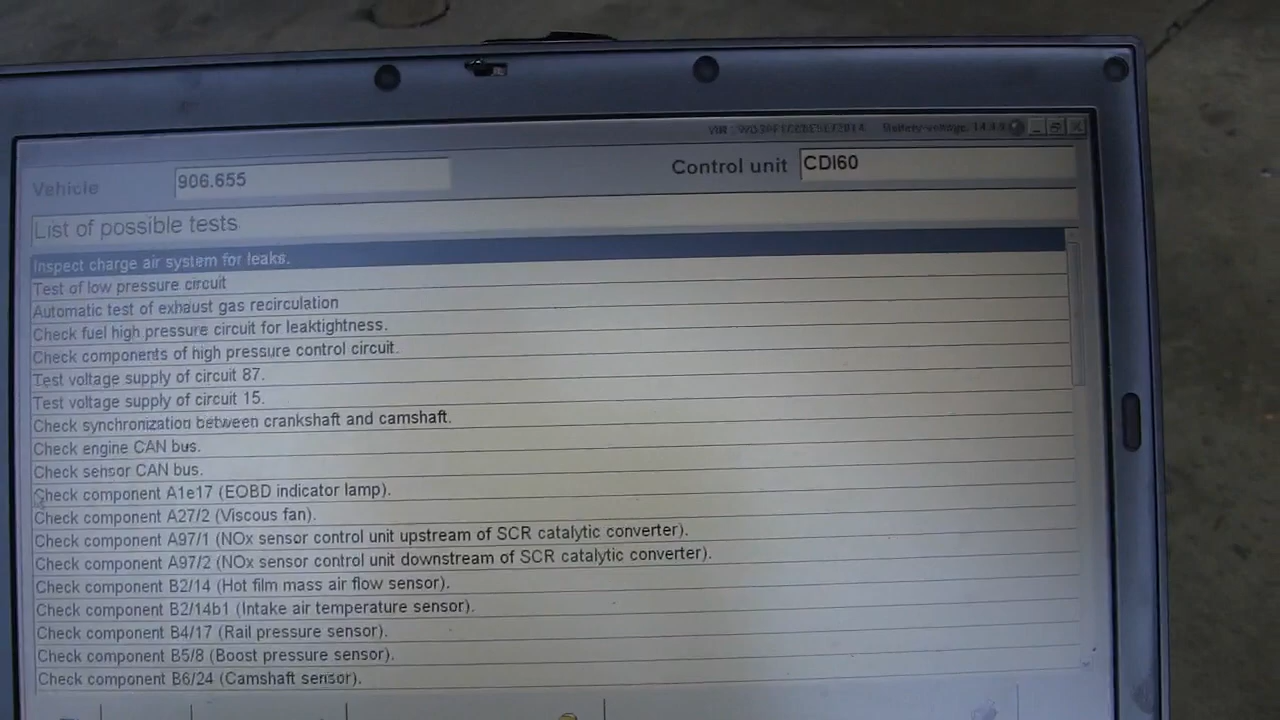 VIN Battery voltage:
Vehicle 906.655 Control unit CDI60
List of possible tests
Inspect charge air system for leaks.
Test of low pressure circuit
Automatic test of exhaust gas recirculation
Check fuel high pressure circuit for leaktightness.
Check components of high pressure control circuit.
Test voltage supply of circuit 87.
Test voltage supply of circuit 15.
Check synchronization between crankshaft and camshaft.
Check engine CAN bus.
Check sensor CAN bus.
Check component A1e17 (EOBD indicator lamp).
Check component A27/2 (Viscous fan).
Check component A97/1 (NOx sensor control unit upstream of SCR catalytic converter).
Check component A97/2 (NOx sensor control unit downstream of SCR catalytic converter).
Check component B2/14 (Hot film mass air flow sensor).
Check component B2/14b1 (Intake air temperature sensor).
Check component B4/17 (Rail pressure sensor).
Check component B5/8 (Boost pressure sensor).
Check component B6/24 (Camshaft sensor).